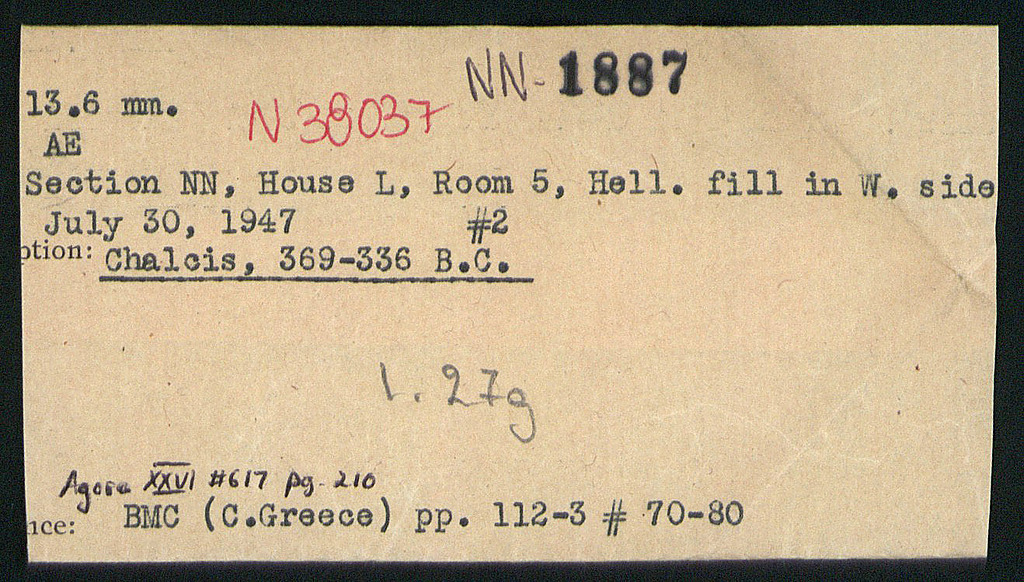 NN-1887
13.6 mn.
N 38037
AE
Section NN, House L, Room 5, Hell. fill in W. side
July 30, 1947 #2
ption: Chalcis, 369-336 B.C.
1.27g
Agora XXVI #617 pg. 210
nce: BMC (C.Greece) pp. 112-3 # 70-80